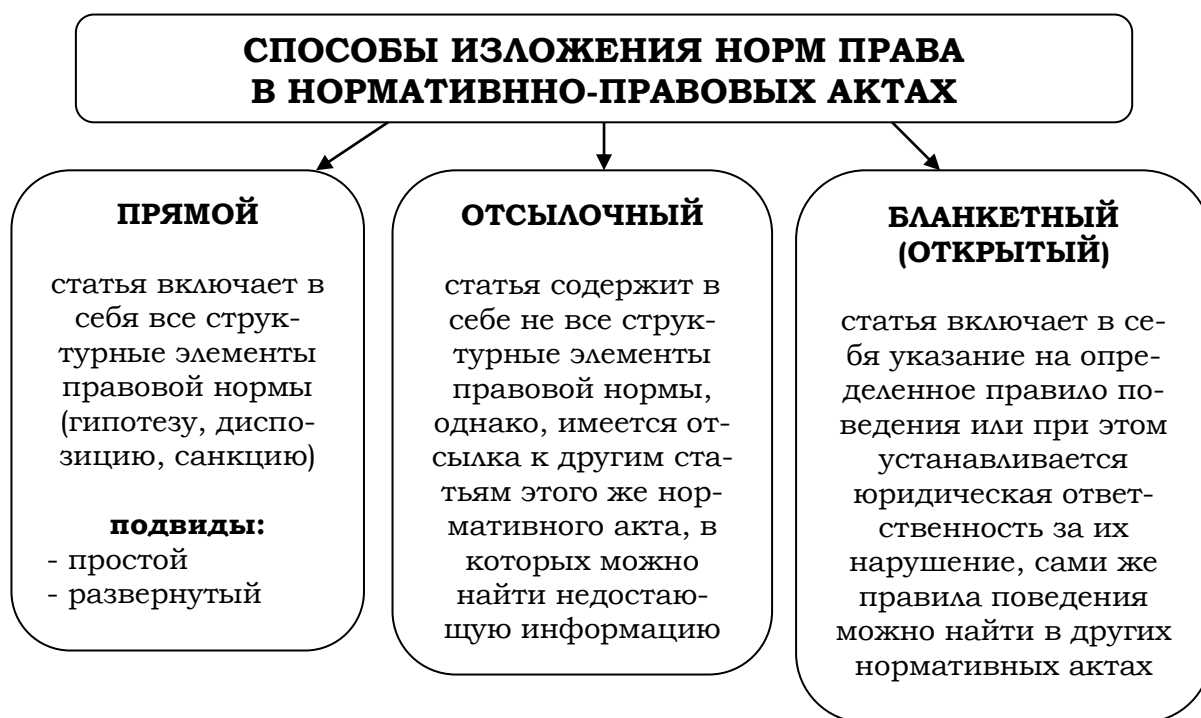 СПОСОБЫ ИЗЛОЖЕНИЯ НОРМ ПРАВА
В НОРМАТИВННО-ПРАВОВЫХ АКТАХ
ПРЯМОЙ
статья включает в
себя все струк-
турные элементы
правовой нормы
(гипотезу, диспо-
зицию, санкцию)
подвиды:
- простой
- развернутый
ОТСЫЛОЧНЫЙ
статья содержит в
себе не все струк-
турные элементы
правовой нормы,
однако, имеется от-
сылка к другим ста-
тьям этого же нор-
мативного акта, в
которых можно
найти недостаю-
щую информацию
БЛАНКЕТНЫЙ
(ОТКРЫТЫЙ)
статья включает в се-
бя указание на опре-
деленное правило по-
ведения или при этом
устанавливается
юридическая ответ-
ственность за их
нарушение, сами же
правила поведения
можно найти в других
нормативных актах